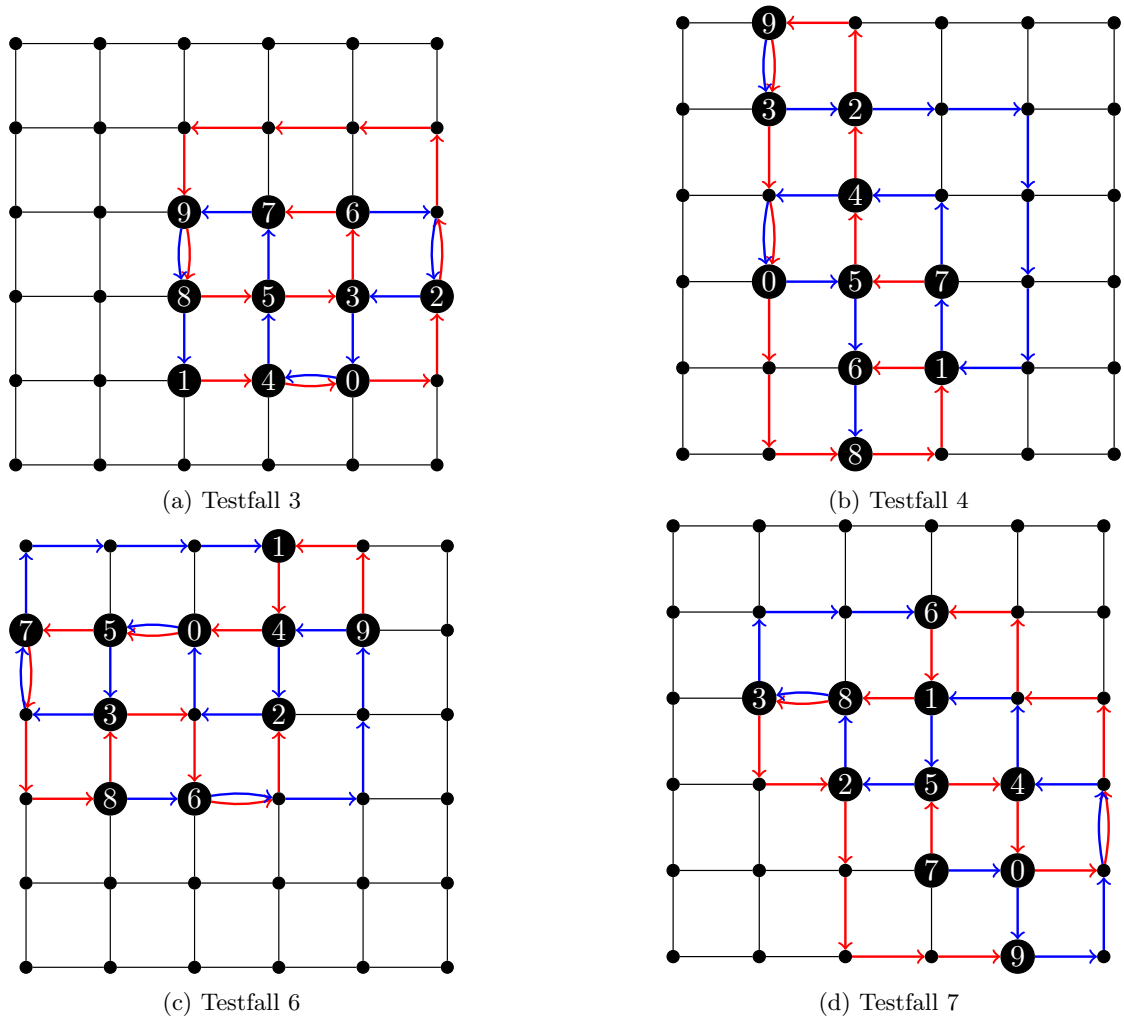 9 7 6
8 5 3 2
1 4 0
(a) Testfall 3
9
3 2
4
0 5 7
6 1
8
(b) Testfall 4
1
7 5 0 4 9
3 2
8 6
(c) Testfall 6
6
3 8 1
2 5 4
7 0
9
(d) Testfall 7